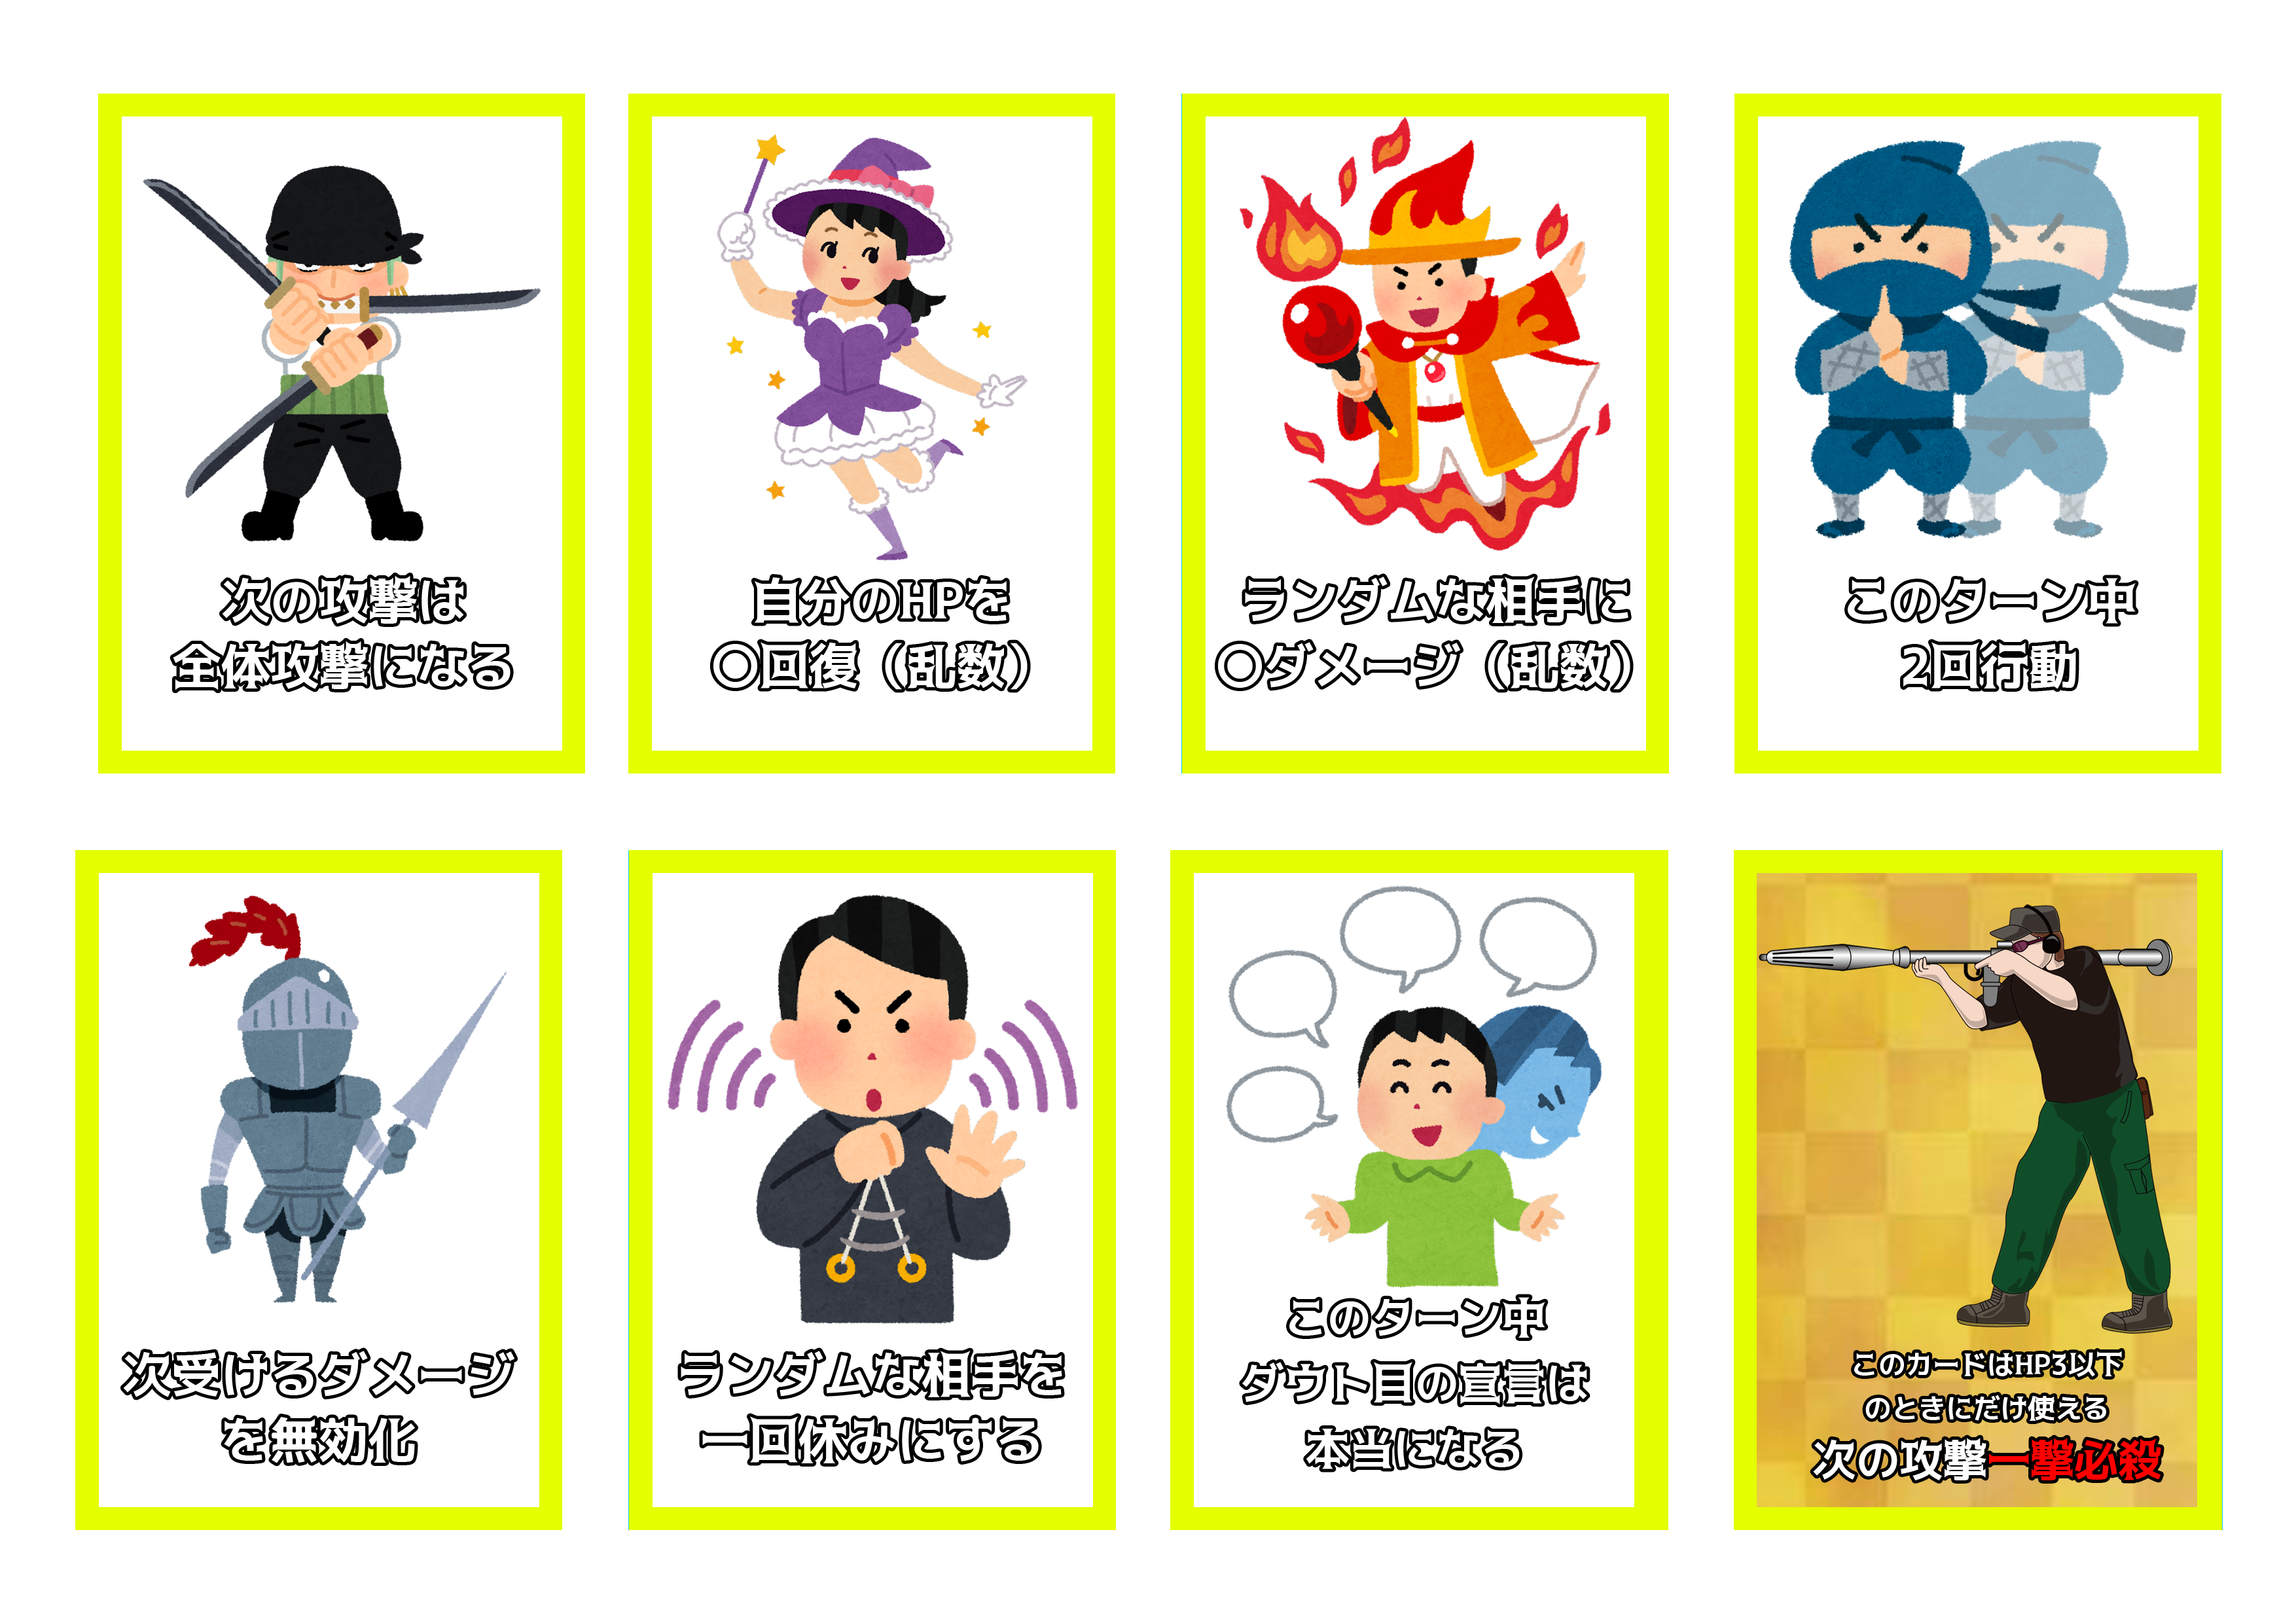 次の攻撃は
全体攻撃になる
自分のHPを
〇回復（乱数）
ランダムな相手に
〇ダメージ（乱数）
このターン中
2回行動
次受けるダメージ
を無効化
ランダムな相手を
一回休みにする
このターン中
ダウト目の宣言は
本当になる
このカードはHP3以下
のときにだけ使える
次の攻撃一撃必殺